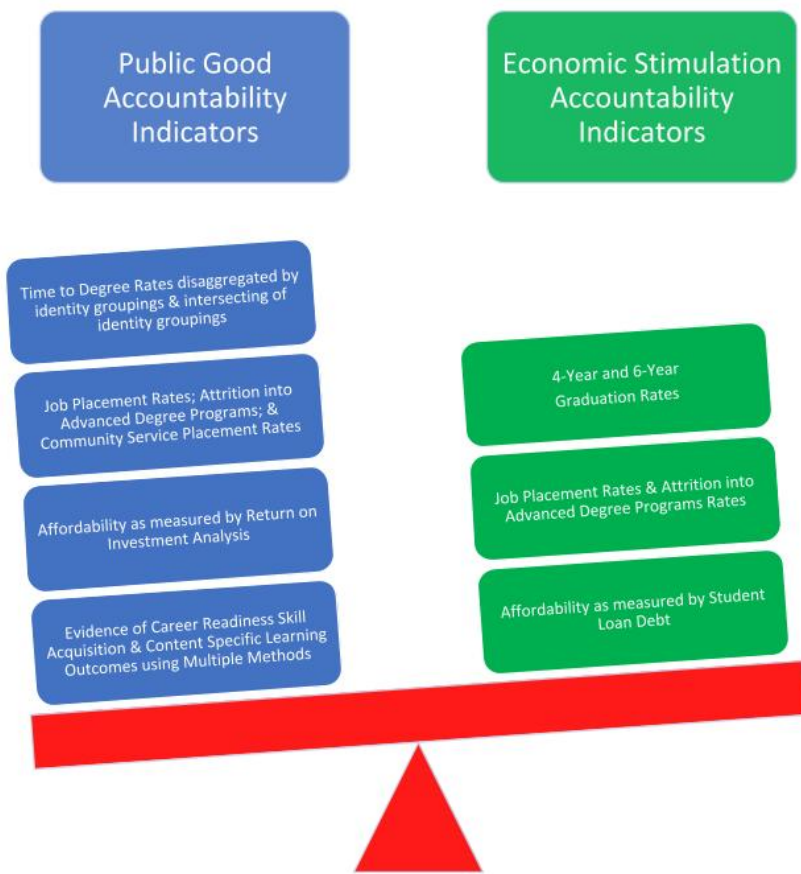 Public Good
Accountability
Indicators
Economic Stimulation
Accountability
Indicators
Time to Degree Rates disaggregated by
identity groupings & intersecting of
identity groupings
Job Placement Rates; Attrition into
Advanced Degree Programs; &
Community Service Placement Rates
Affordability as measured by Return on
Investment Analysis
Evidence of Career Readiness Skill
Acquisition & Content Specific Learning
Outcomes using Multiple Methods
4-Year and 6-Year
Graduation Rates
Job Placement Rates & Attrition into
Advanced Degree Programs Rates
Affordability as measured by Student
Loan Debt